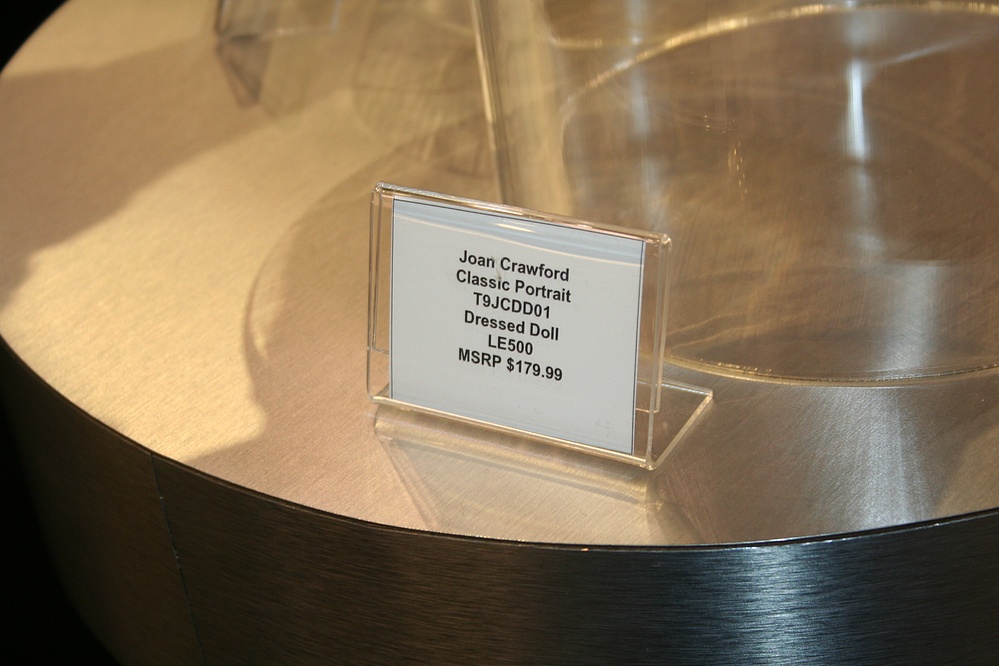 Joan Crawford
Classic Portrait
T9JCDD01
Dressed Doll
LE500
MSRP $179.99